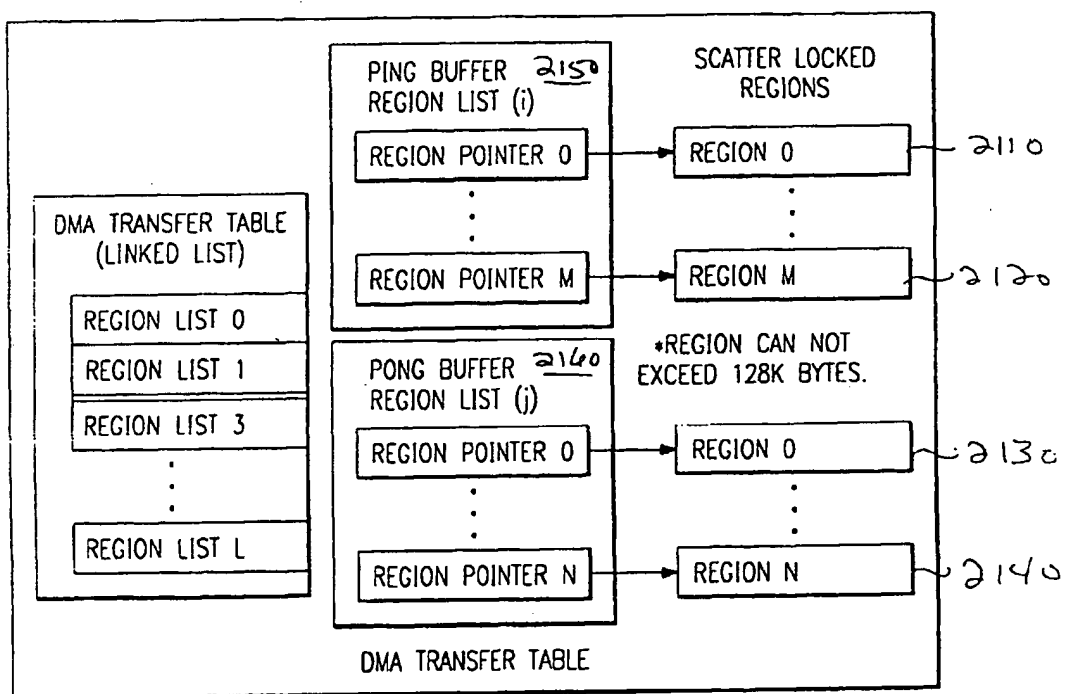 DMA TRANSFER TABLE
(LINKED LIST)
REGION LIST 0
REGION LIST 1
REGION LIST 3
REGION LIST L
PING BUFFER 2150
REGION LIST (i)
REGION POINTER 0
REGION POINTER M
PONG BUFFER 2160
REGION LIST (j)
REGION POINTER 0
REGION POINTER N
SCATTER LOCKED
REGIONS
REGION 0
2110
REGION M
2120
*REGION CAN NOT
EXCEED 128K BYTES.
REGION 0
2130
REGION N
2140
DMA TRANSFER TABLE